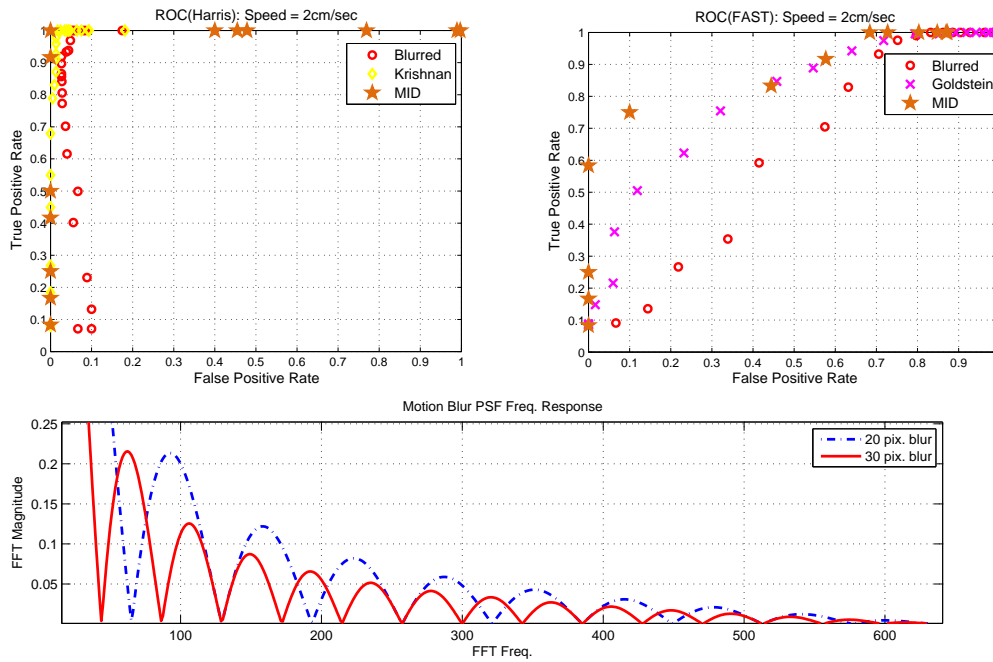 ROC(Harris): Speed = 2cm/sec
1
0.9
0.8
0.7
0.6
0.5
0.4
0.3
0.2
0.1
0
True Positive Rate
Blurred
Krishnan
MID
0 0.1 0.2 0.3 0.4 0.5 0.6 0.7 0.8 0.9 1
False Positive Rate
ROC(FAST): Speed = 2cm/sec
1
0.9
0.8
0.7
0.6
0.5
0.4
0.3
0.2
0.1
0
True Positive Rate
Blurred
Goldstein
MID
0 0.1 0.2 0.3 0.4 0.5 0.6 0.7 0.8 0.9
False Positive Rate
Motion Blur PSF Freq. Response
0.25
0.2
0.15
0.1
0.05
FFT Magnitude
20 pix. blur
30 pix. blur
100 200 300 400 500 600
FFT Freq.